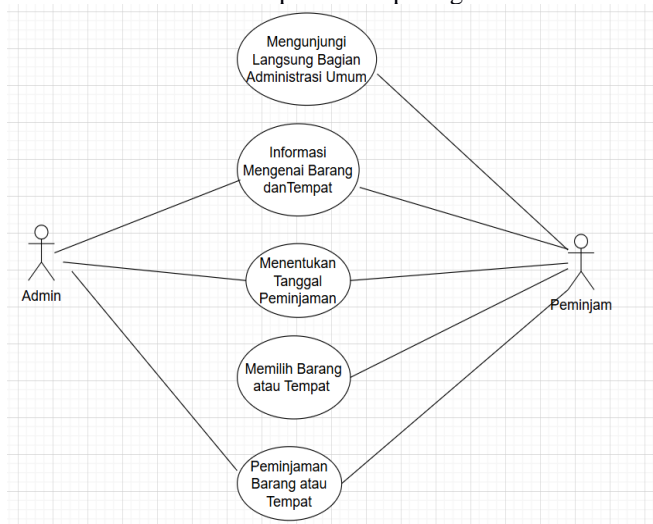 Mengunjungi
Langsung Bagian
Administrasi Umum
Informasi
Mengenai Barang
danTempat
Menentukan
Tanggal
Peminjaman
Admin
Peminjam
Memilih Barang
atau Tempat
Peminjaman
Barang atau
Tempat